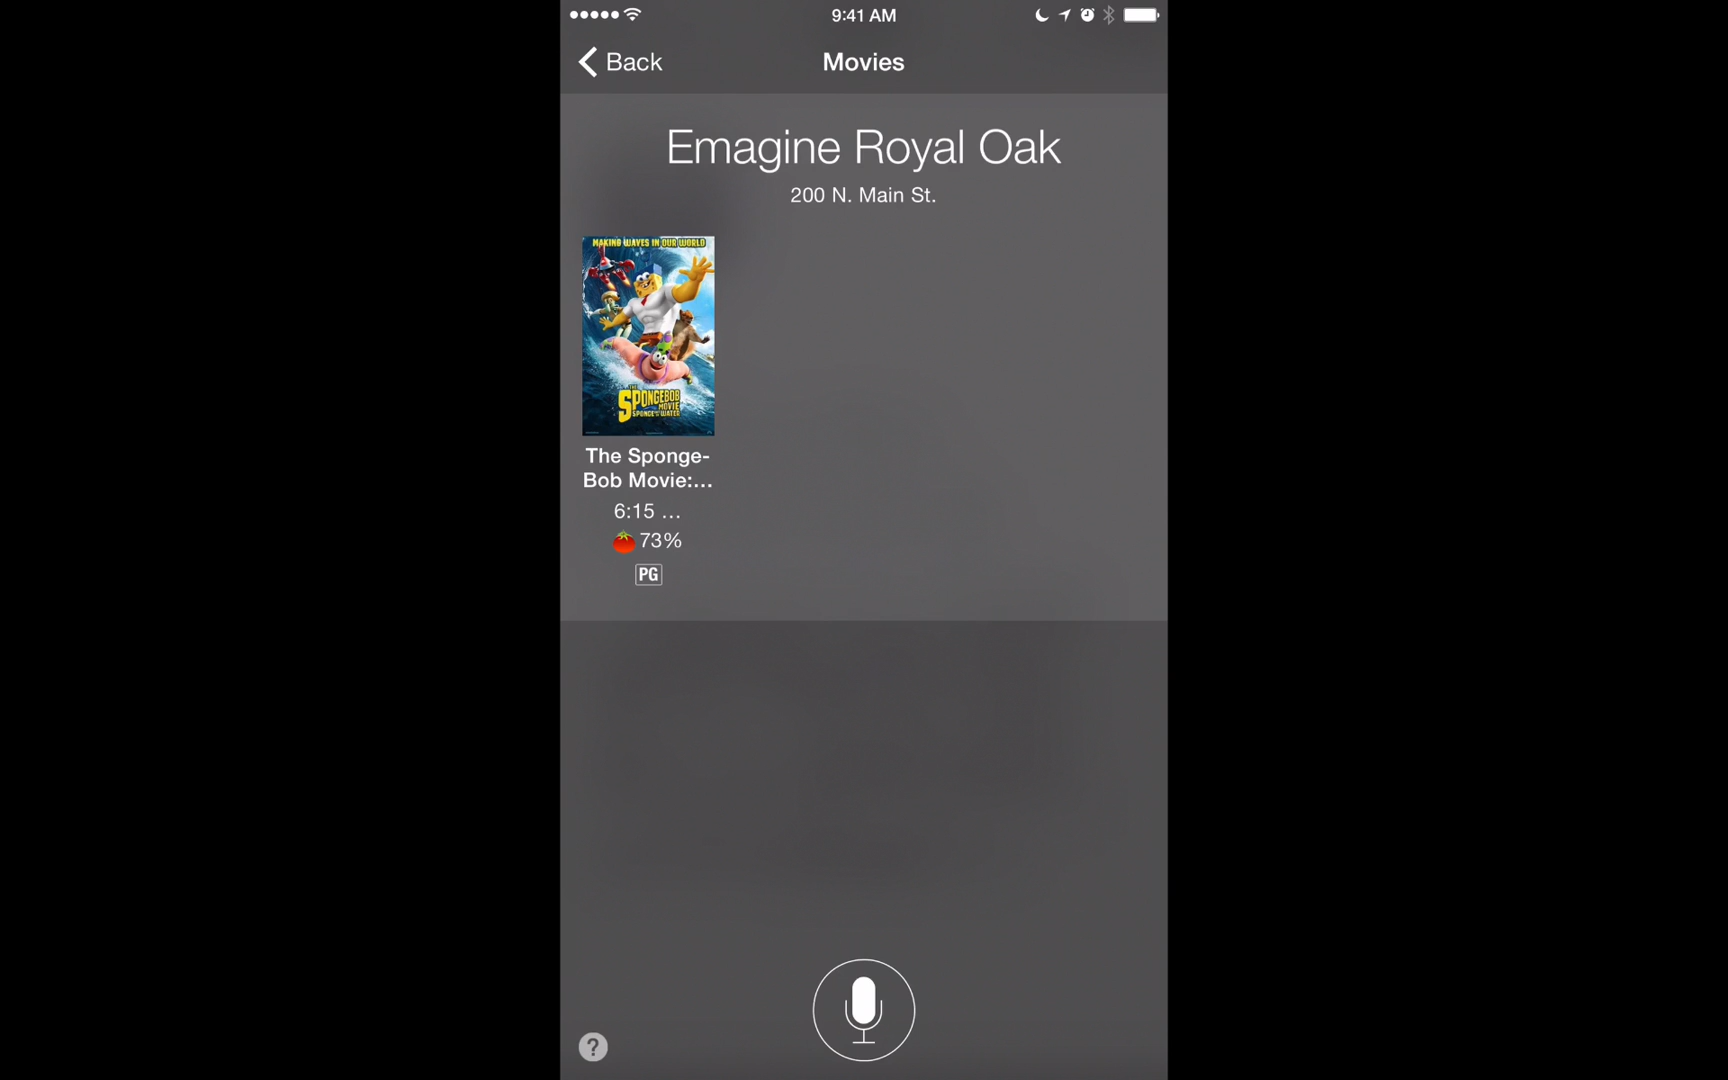 9:41 AM
Back
Movies
Emagine Royal Oak
200 N. Main St.
MAKING WAVES IN OUR WORLD
THE
SPONGEBOB
MOVIE
The Sponge-
Bob Movie:...
6:15 ...
73%
PG
?